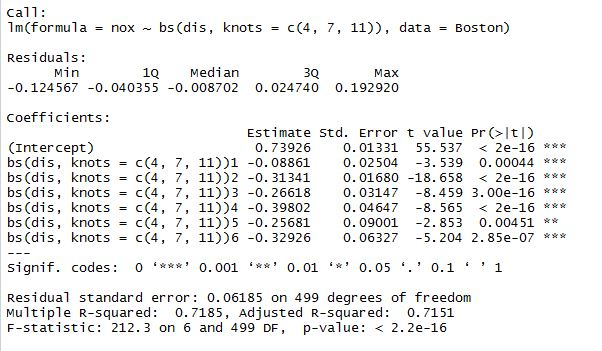 Call:
lm(formula = nox ~ bs(dis, knots = c(4, 7, 11)), data = Boston)
Residuals:
Min 1Q Median 3Q Max
-0.124567 -0.040355 -0.008702 0.024740 0.192920
Coefficients:
Estimate Std. Error t value Pr(>|t|)
(Intercept) 0.73926 0.01331 55.537 < 2e-16 ***
bs(dis, knots = c(4, 7, 11))1 -0.08861 0.02504 -3.539 0.00044 ***
bs(dis, knots = c(4, 7, 11))2 -0.31341 0.01680 -18.658 < 2e-16 ***
bs(dis, knots = c(4, 7, 11))3 -0.26618 0.03147 -8.459 3.00e-16 ***
bs(dis, knots = c(4, 7, 11))4 -0.39802 0.04647 -8.565 < 2e-16 ***
bs(dis, knots = c(4, 7, 11))5 -0.25681 0.09001 -2.853 0.00451 **
bs(dis, knots = c(4, 7, 11))6 -0.32926 0.06327 -5.204 2.85e-07 ***
---
Signif. codes: 0 ‘***’ 0.001 ‘**’ 0.01 ‘*’ 0.05 ‘.’ 0.1 ‘ ’ 1
Residual standard error: 0.06185 on 499 degrees of freedom
Multiple R-squared: 0.7185, Adjusted R-squared: 0.7151
F-statistic: 212.3 on 6 and 499 DF, p-value: < 2.2e-16